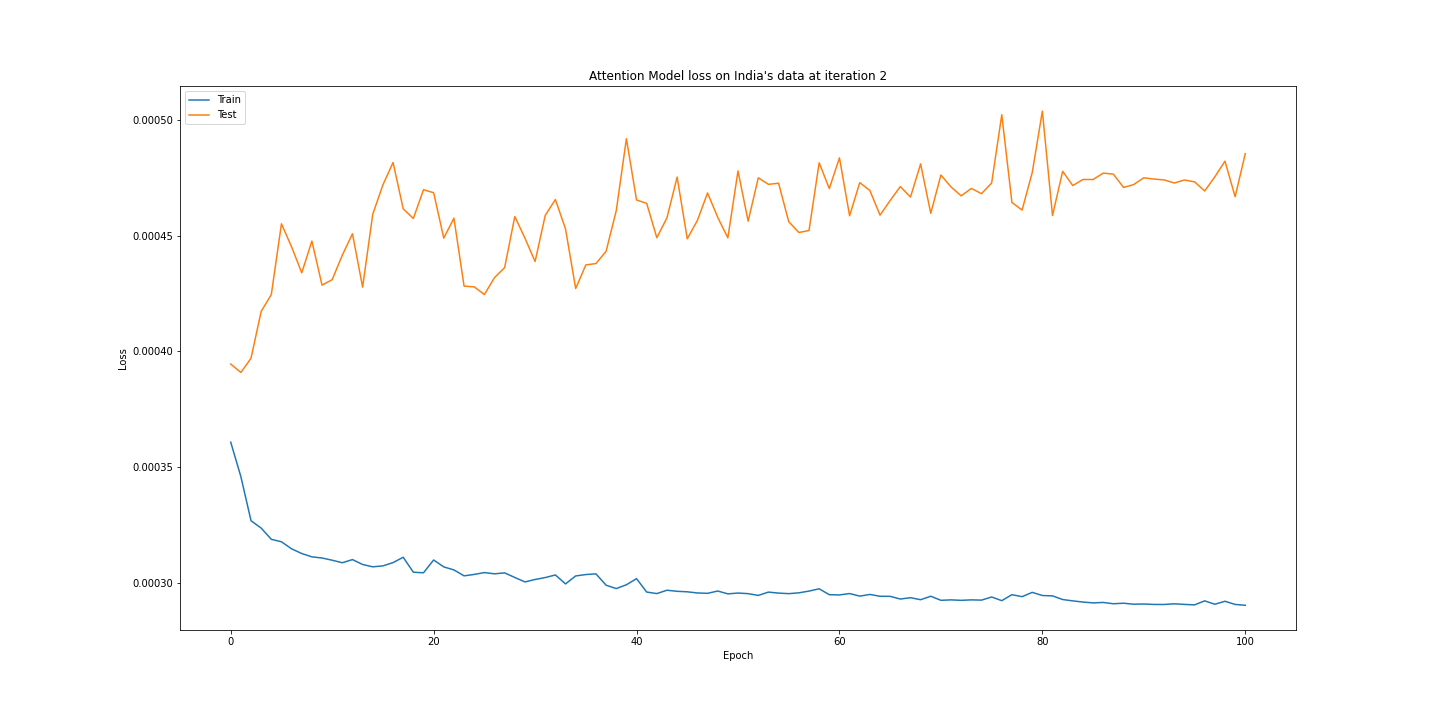 Attention Model loss on India's data at iteration 2
Train
Test
0.00050
0.00045
0.00040
0.00035
0.00030
Loss
0 20 40 60 80 100
Epoch